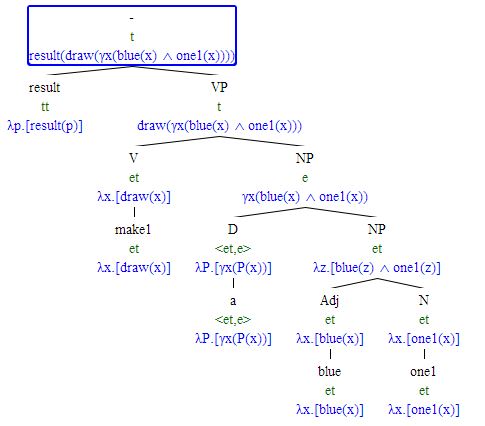 -
t
result(draw(γx(blue(x) ∧ one1(x))))
result VP
tt t
λp.[result(p)] draw(γx(blue(x) ∧ one1(x)))
V NP
et e
λx.[draw(x)] γx(blue(x) ∧ one1(x))
make1 D NP
et <et,e> et
λx.[draw(x)] λP.[γx(P(x))] λz.[blue(z) ∧ one1(z)]
a Adj N
<et,e> et et
λP.[γx(P(x))] λx.[blue(x)] λx.[one1(x)]
blue one1
et et
λx.[blue(x)] λx.[one1(x)]